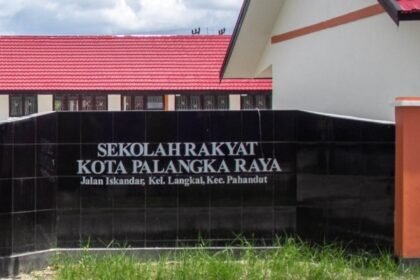 SEKOLAH RAKYAT
KOTA PALANGKA RAYA
Jalan Iskandar, Kel. Langkai, Kec. Pahandut